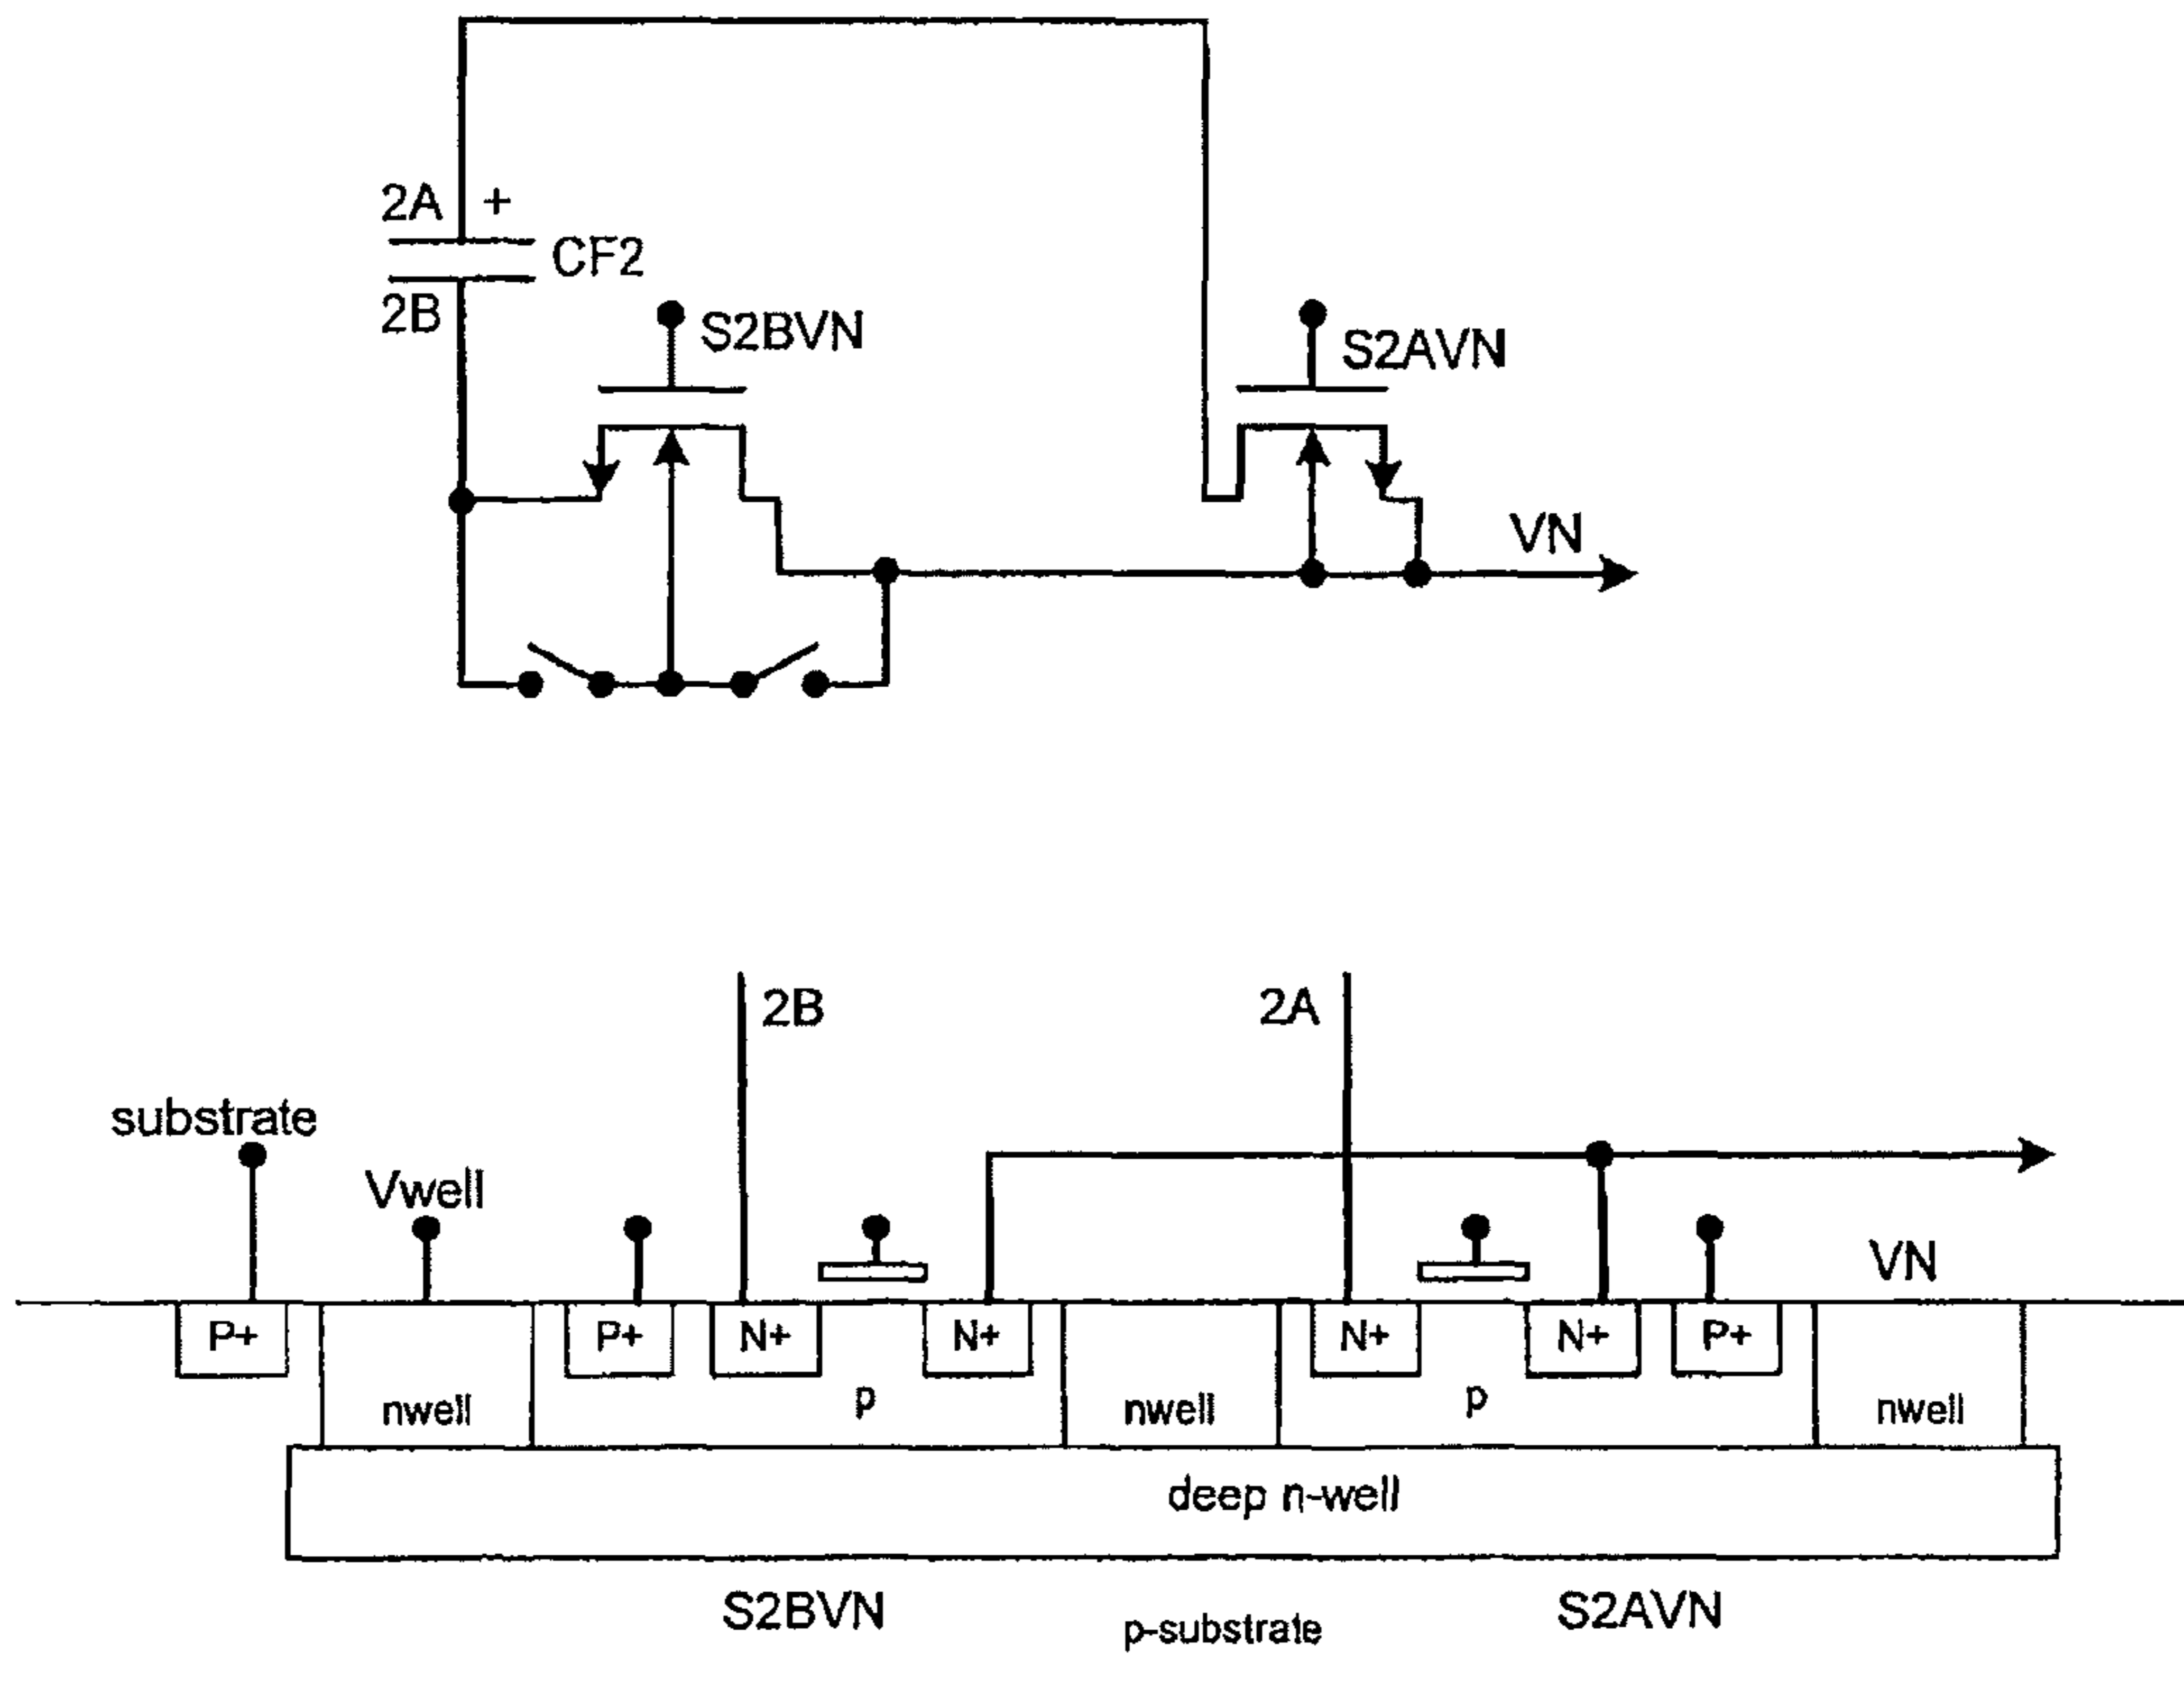 2A +
CF2
2B
S2BVN
S2AVN
VN
2B
2A
substrate
Vwell
VN
P+ P+ N+ N+ N+ N+ P+
nwell p nwell p nwell
deep n-well
S2BVN S2AVN
p-substrate